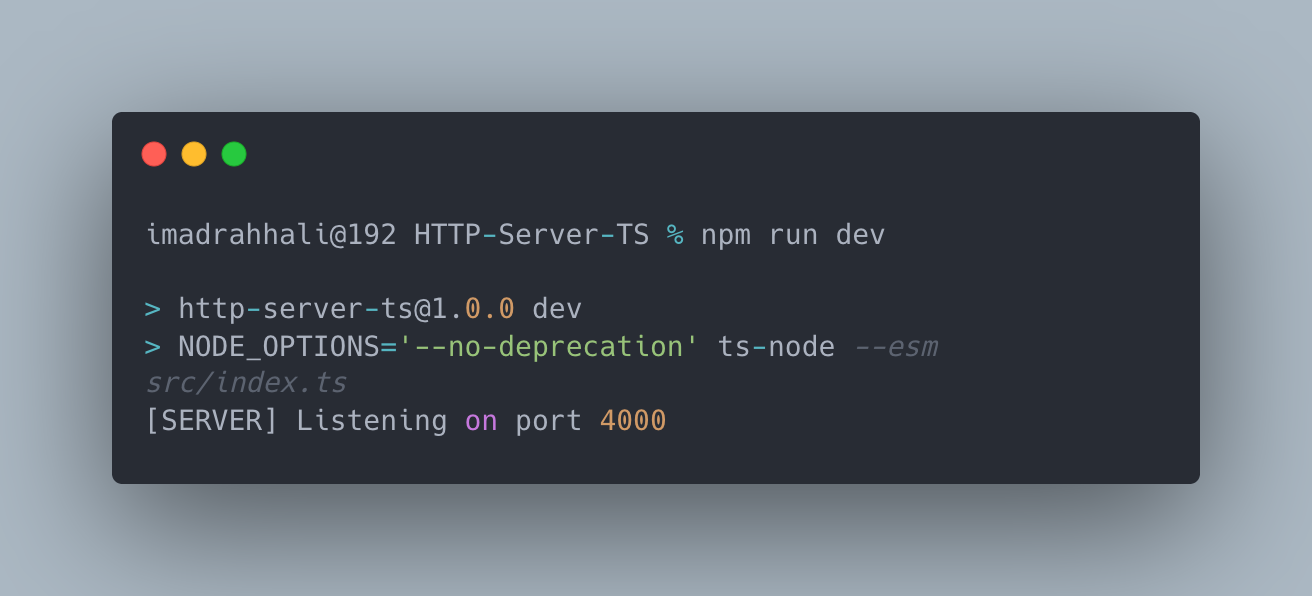 imadrahhali@192 HTTP-Server-TS % npm run dev
> http-server-ts@1.0.0 dev
> NODE_OPTIONS='--no-deprecation' ts-node --esm
src/index.ts
[SERVER] Listening on port 4000